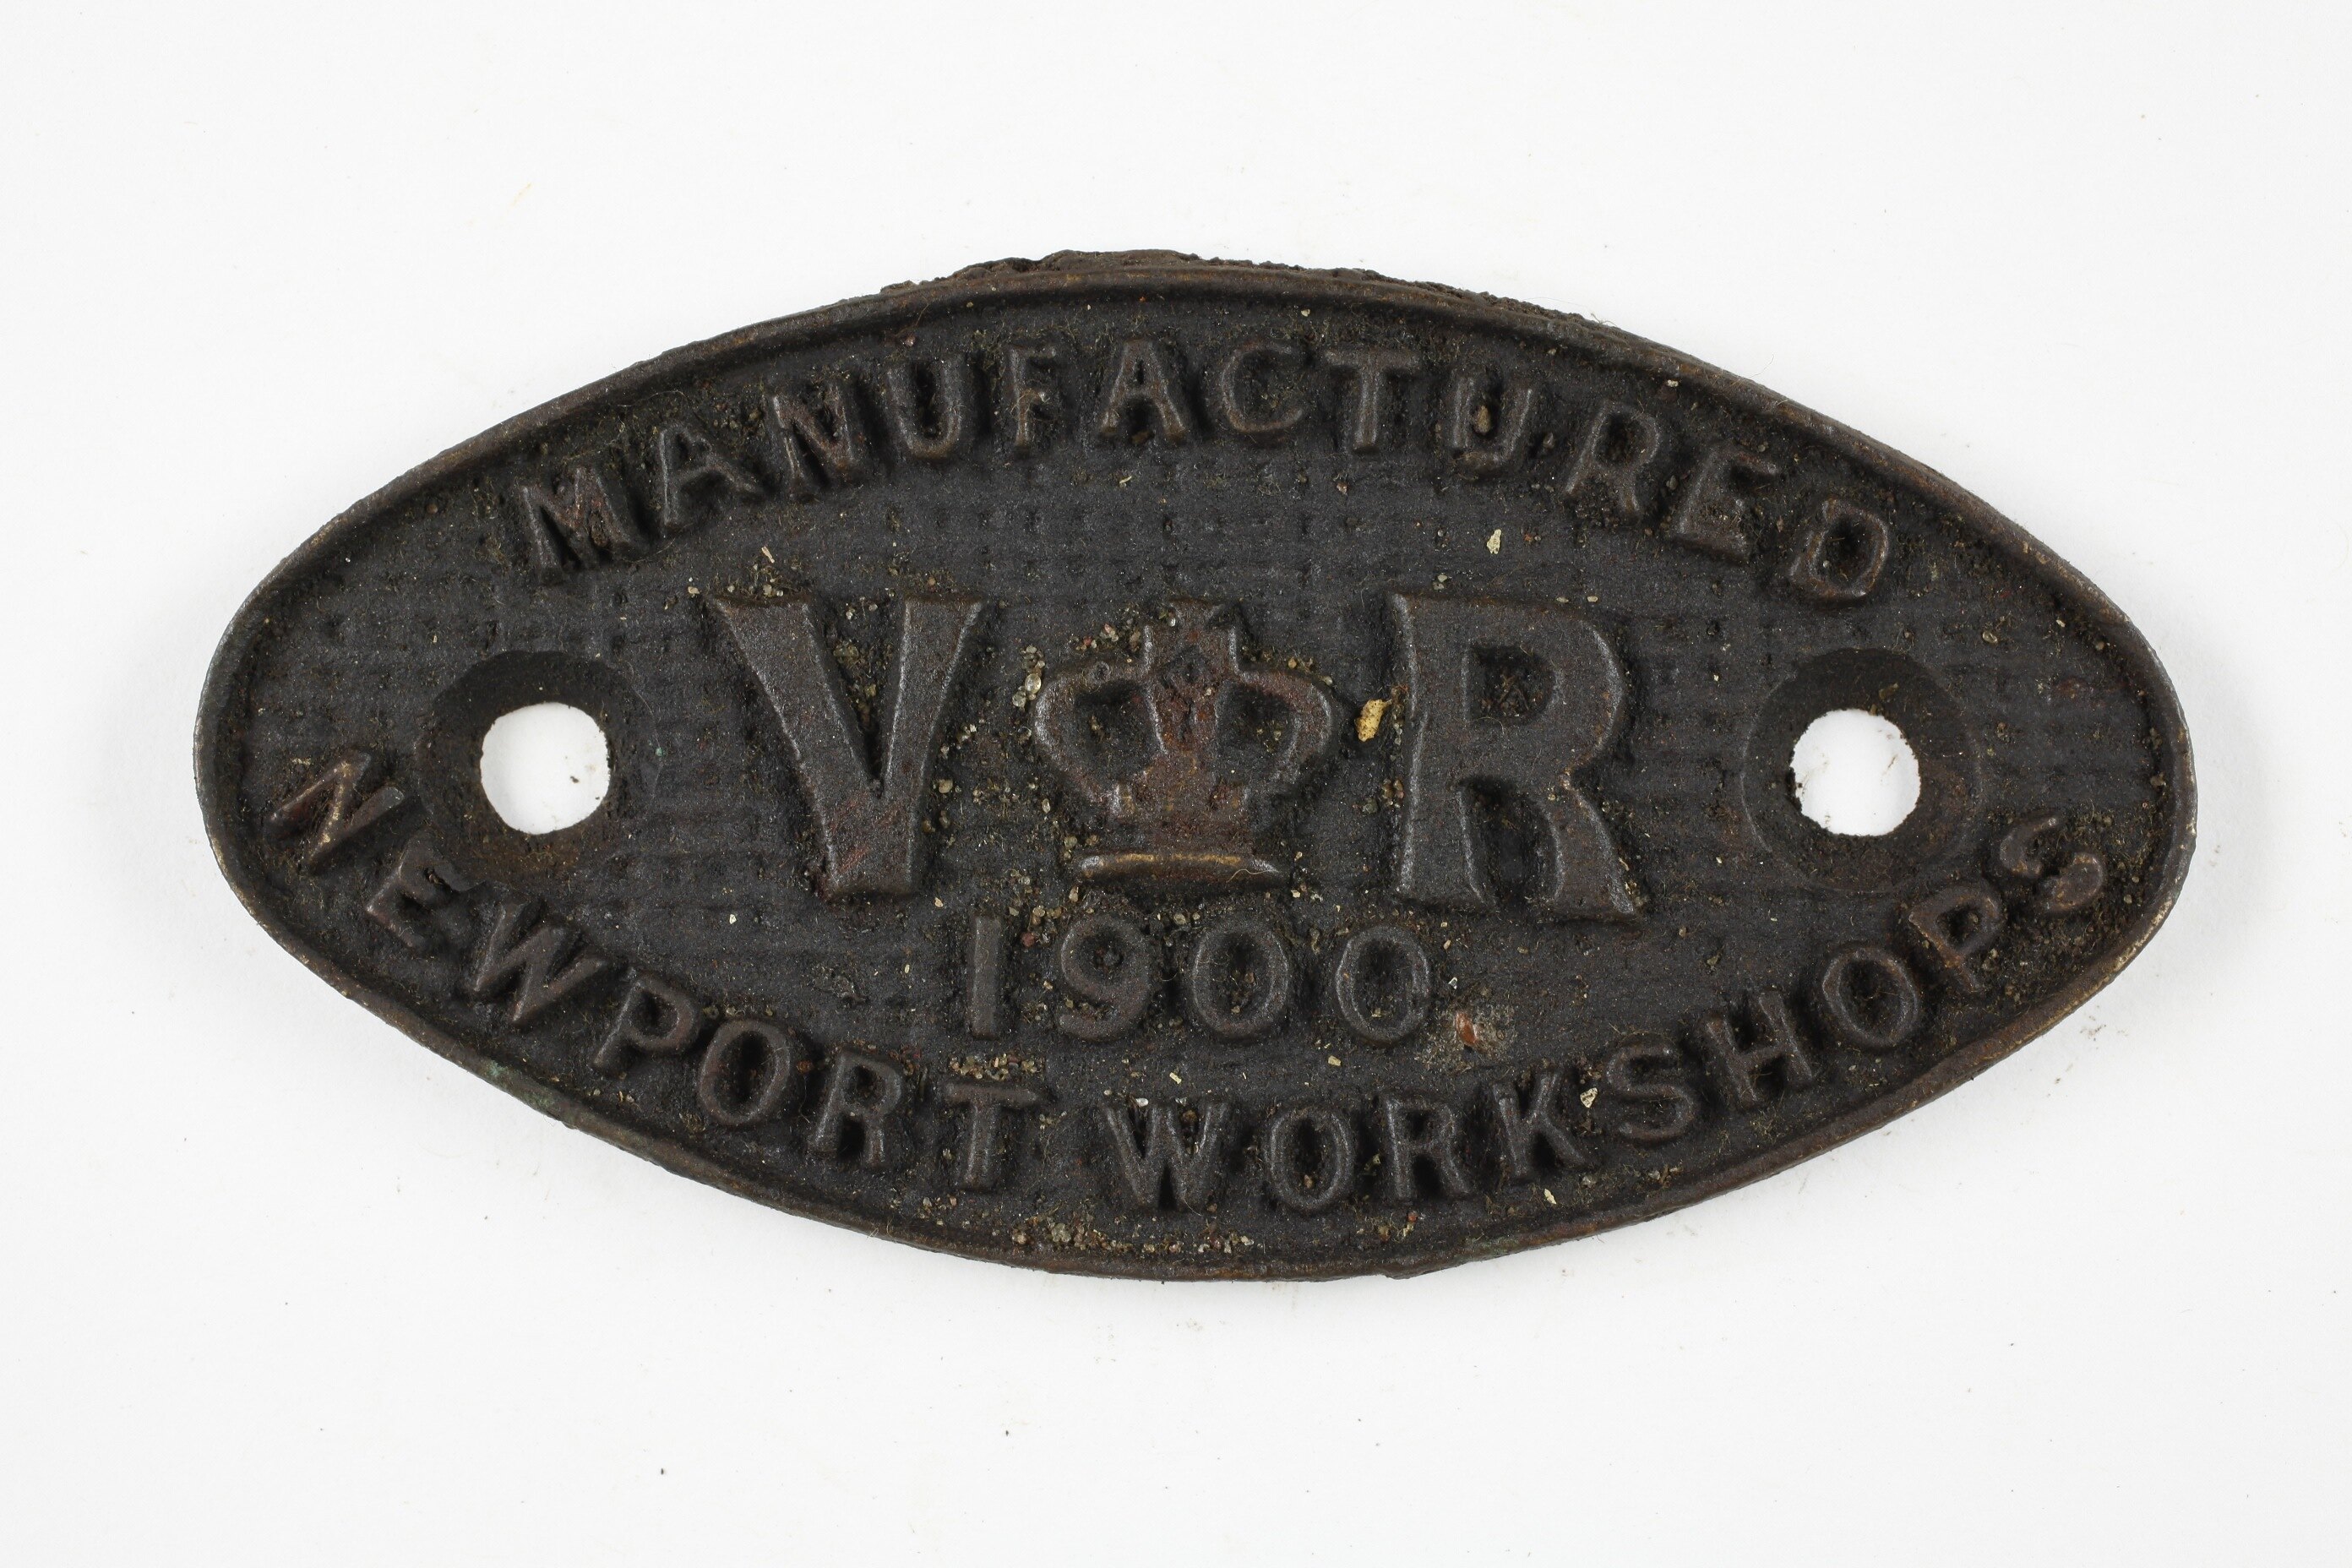 MANUFACTURED
V R
1900
NEWPORT WORKSHOPS